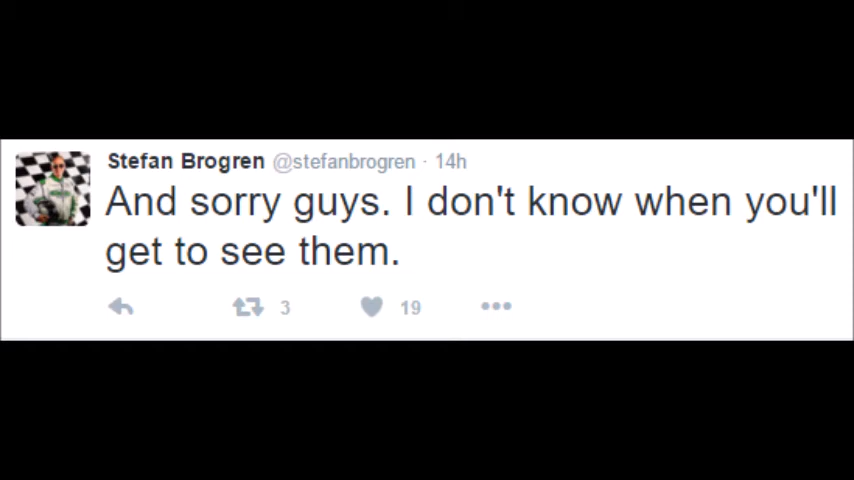 Stefan Brogren @stefanbrogren · 14h
And sorry guys. I don't know when you'll
get to see them.
3 19